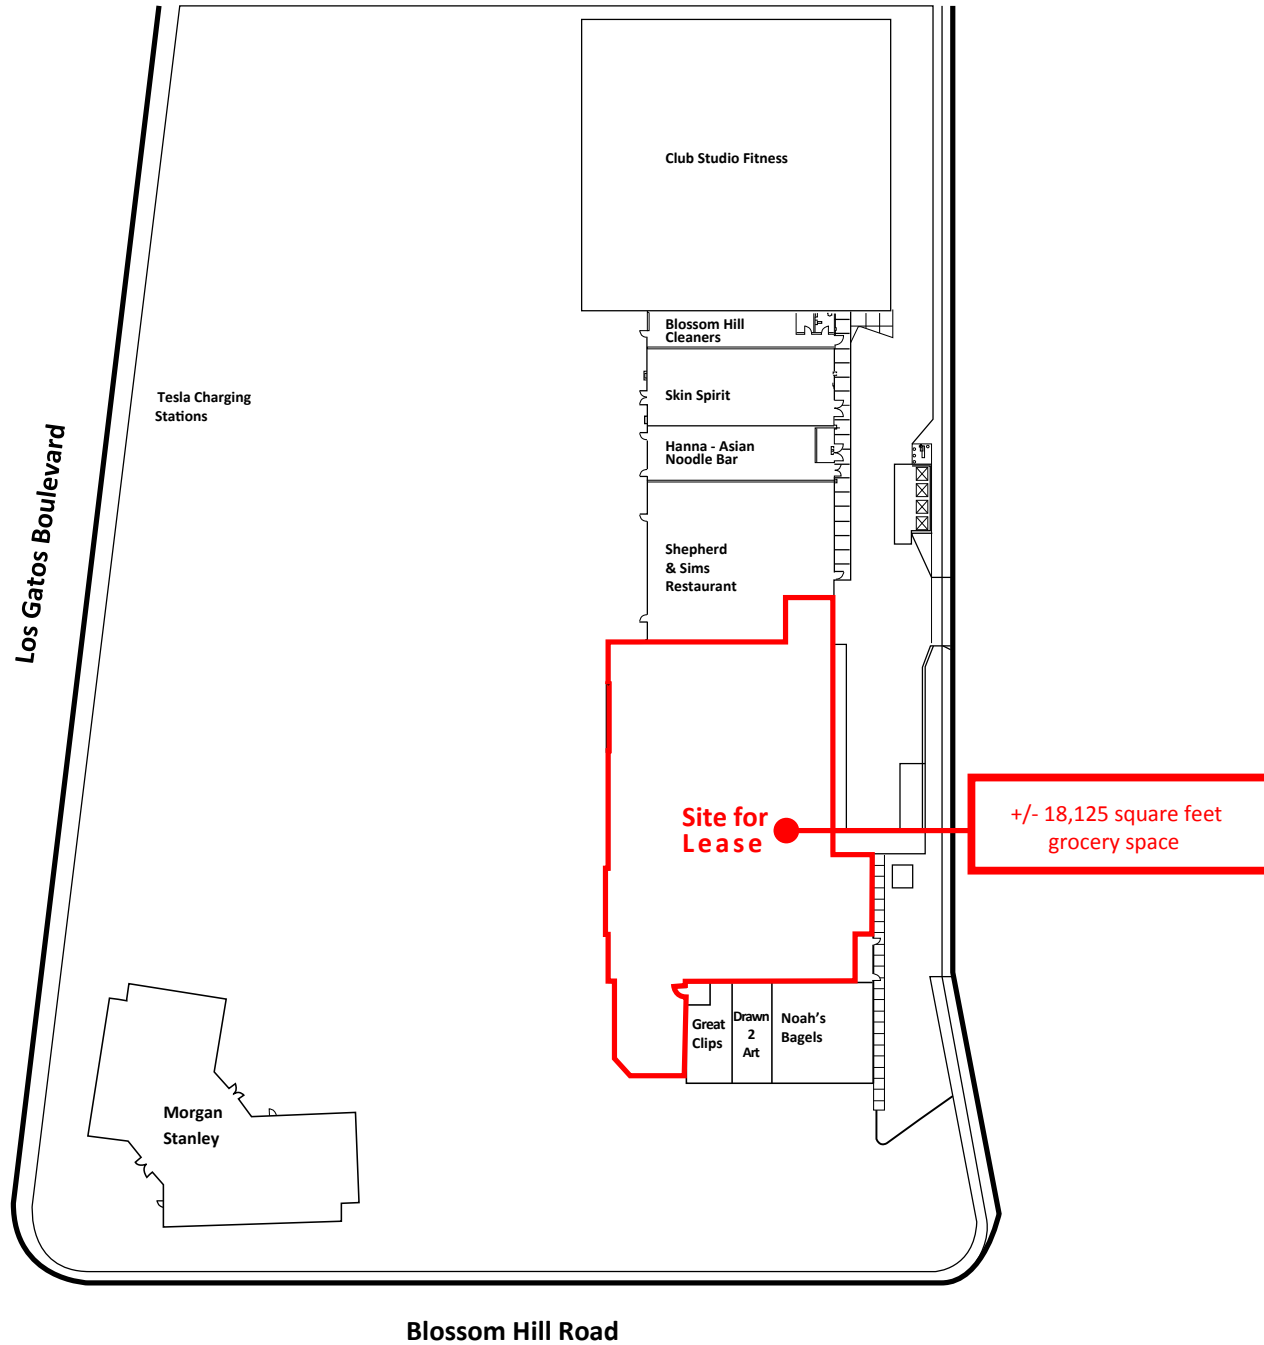 Club Studio Fitness
Blossom Hill
Cleaners
Tesla Charging
Stations
Skin Spirit
Hanna - Asian
Noodle Bar
Los Gatos Boulevard
Shepherd
& Sims
Restaurant
Site for
Lease
+/- 18,125 square feet
grocery space
Great
Clips
Drawn
2
Art
Noah's
Bagels
Morgan
Stanley
Blossom Hill Road